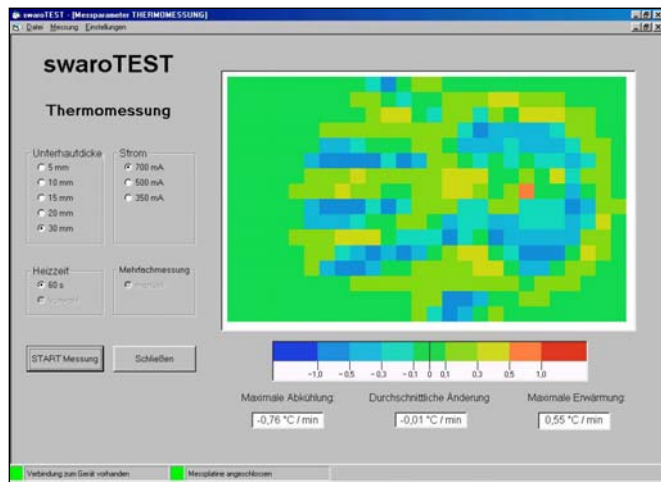 swaroTEST - [Messparameter THERMOMESSUNG]
Datei Messung Einstellungen
swaroTEST
Thermomessung
Unterhautdicke
5 mm
10 mm
15 mm
20 mm
30 mm
Strom
700 mA
500 mA
350 mA
Heizzeit
60 s
Mehrfachmessung
START Messung
Schließen
-1,0 -0,5 -0,3 -0,1 0 0,1 0,3 0,5 1,0
Maximale Abkühlung: Durchschnittliche Änderung Maximale Erwärmung:
-0,76 °C / min -0,01 °C / min 0,55 °C / min
Verbindung zum Gerät vorhanden Messplatine angeschlossen